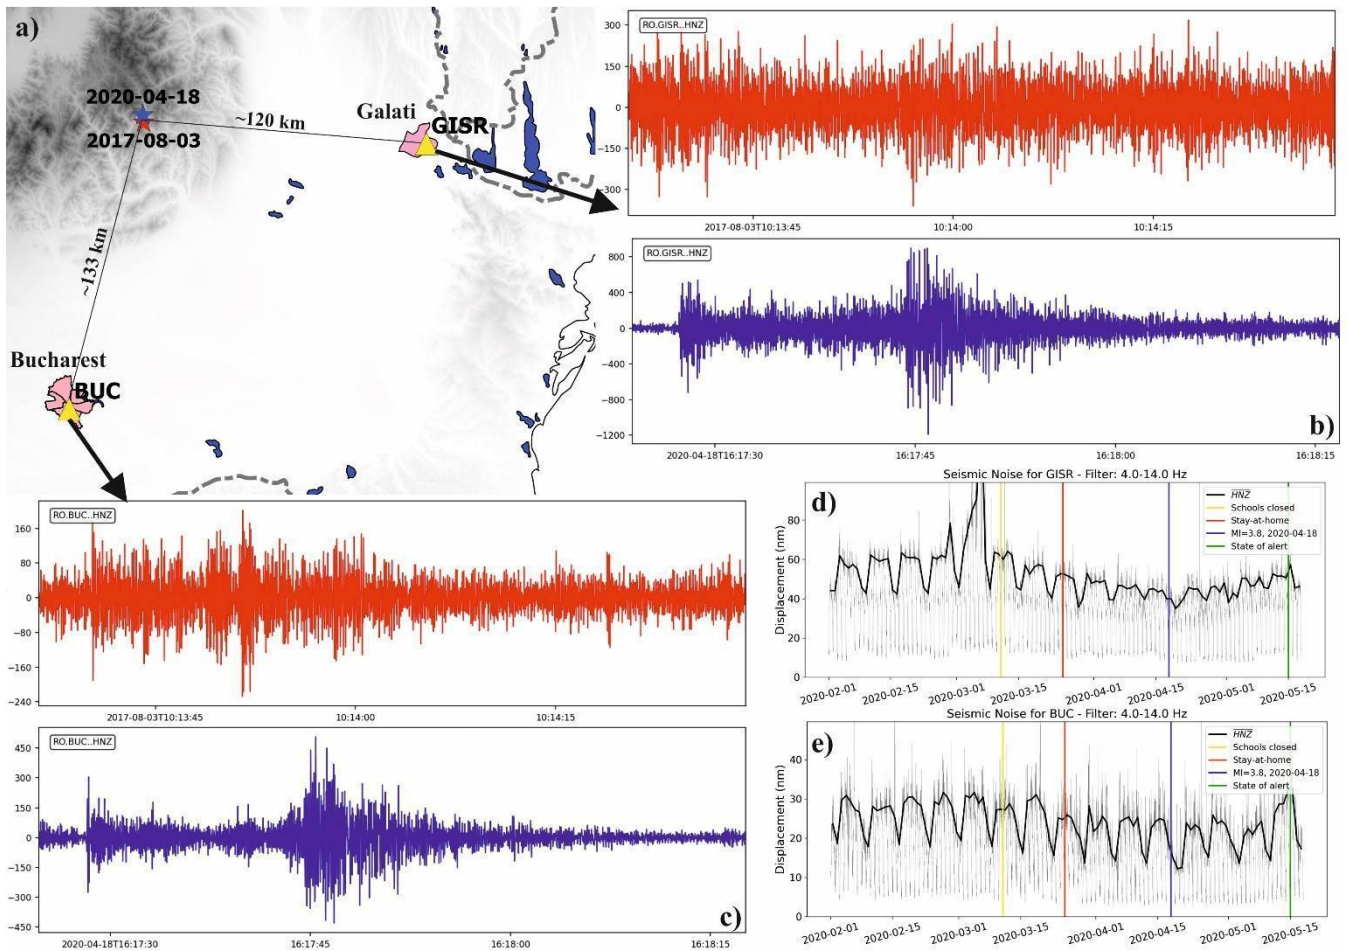 a)
2020-04-18
2017-08-03
~120 km
Galati
GISR
~133 km
Bucharest
BUC
RO.GISR..HNZ
300
150
0
−150
−300
2017-08-03T10:13:45
10:14:00
10:14:15
RO.GISR..HNZ
800
400
0
−400
−800
−1200
b)
2020-04-18T16:17:30
16:17:45
16:18:00
16:18:15
RO.BUC..HNZ
160
80
0
−80
−160
−240
2017-08-03T10:13:45
10:14:00
10:14:15
RO.BUC..HNZ
450
300
150
0
−150
−300
−450
c)
2020-04-18T16:17:30
16:17:45
16:18:00
16:18:15
Seismic Noise for GISR - Filter: 4.0-14.0 Hz
d)
HNZ
Schools closed
Stay-at-home
Ml=3.8, 2020-04-18
State of alert
Displacement (nm)
80
60
40
20
0
2020-02-01
2020-02-15
2020-03-01
2020-03-15
2020-04-01
2020-04-15
2020-05-01
2020-05-15
Seismic Noise for BUC - Filter: 4.0-14.0 Hz
e)
HNZ
Schools closed
Stay-at-home
Ml=3.8, 2020-04-18
State of alert
Displacement (nm)
40
30
20
10
0
2020-02-01
2020-02-15
2020-03-01
2020-03-15
2020-04-01
2020-04-15
2020-05-01
2020-05-15